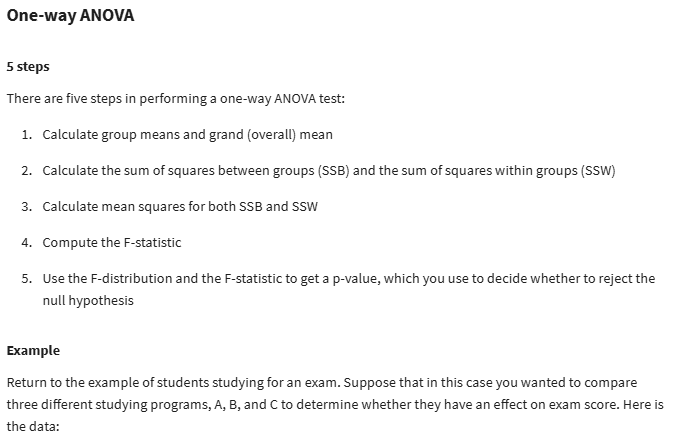 One-way ANOVA
5 steps
There are five steps in performing a one-way ANOVA test:
1. Calculate group means and grand (overall) mean
2. Calculate the sum of squares between groups (SSB) and the sum of squares within groups (SSW)
3. Calculate mean squares for both SSB and SSW
4. Compute the F-statistic
5. Use the F-distribution and the F-statistic to get a p-value, which you use to decide whether to reject the
null hypothesis
Example
Return to the example of students studying for an exam. Suppose that in this case you wanted to compare
three different studying programs, A, B, and C to determine whether they have an effect on exam score. Here is
the data: